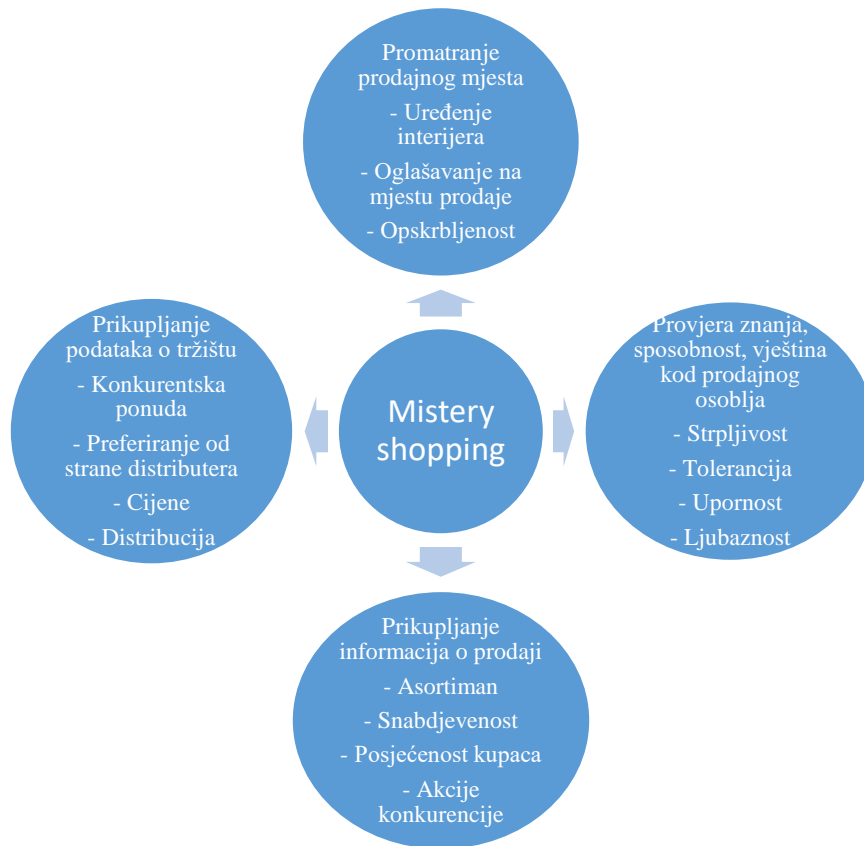 Promatranje
prodajnog mjesta
- Uređenje
interijera
- Oglašavanje na
mjestu prodaje
- Opskrbljenost
Prikupljanje
podataka o tržištu
- Konkurentska
ponuda
- Preferiranje od
strane distributera
- Cijene
- Distribucija
Mistery
shopping
Provjera znanja,
sposobnost, vještina
kod prodajnog
osoblja
- Strpljivost
- Tolerancija
- Upornost
- Ljubaznost
Prikupljanje
informacija o prodaji
- Asortiman
- Snabdjevenost
- Posjećenost kupaca
- Akcije
konkurencije